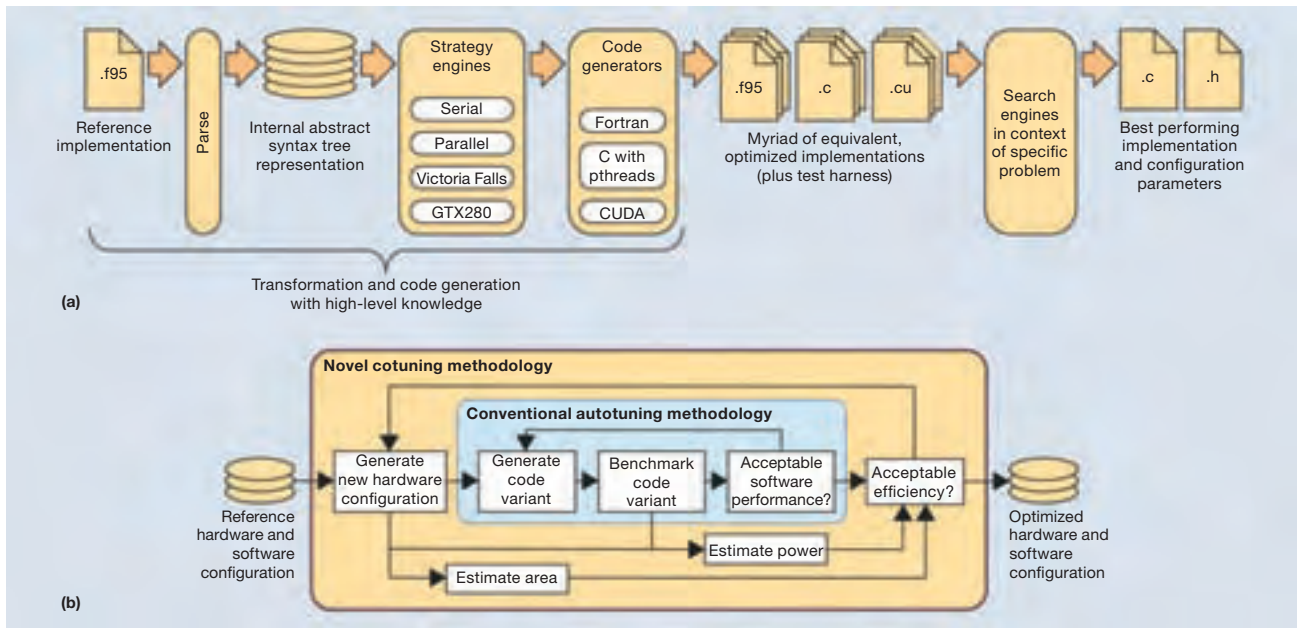 .f95
Reference
implementation
Parse
Internal abstract
syntax tree
representation
Strategy
engines
Serial
Parallel
Victoria Falls
GTX280
Code
generators
Fortran
C with
pthreads
CUDA
.f95
.c
.cu
Myriad of equivalent,
optimized implementations
(plus test harness)
Search
engines
in context
of specific
problem
.c
.h
Best performing
implementation
and configuration
parameters
Transformation and code generation
with high-level knowledge
(a)
Novel cotuning methodology
Conventional autotuning methodology
Reference
hardware and
software
configuration
Generate
new hardware
configuration
Generate
code
variant
Benchmark
code
variant
Acceptable
software
performance?
Acceptable
efficiency?
Optimized
hardware and
software
configuration
Estimate power
Estimate area
(b)